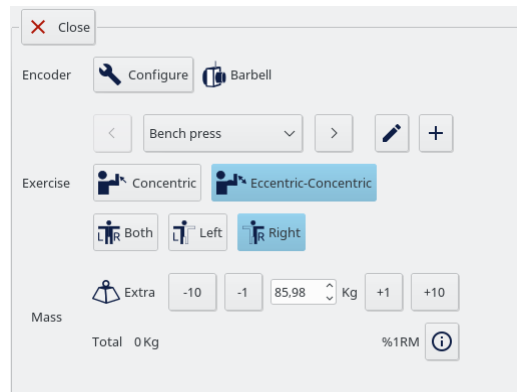 Close
Encoder Configure Barbell
< Bench press >  +
Exercise Concentric Eccentric-Concentric
L R Both L Left R Right
Extra -10 -1 85,98 Kg +1 +10
Mass
Total 0 Kg %1RM